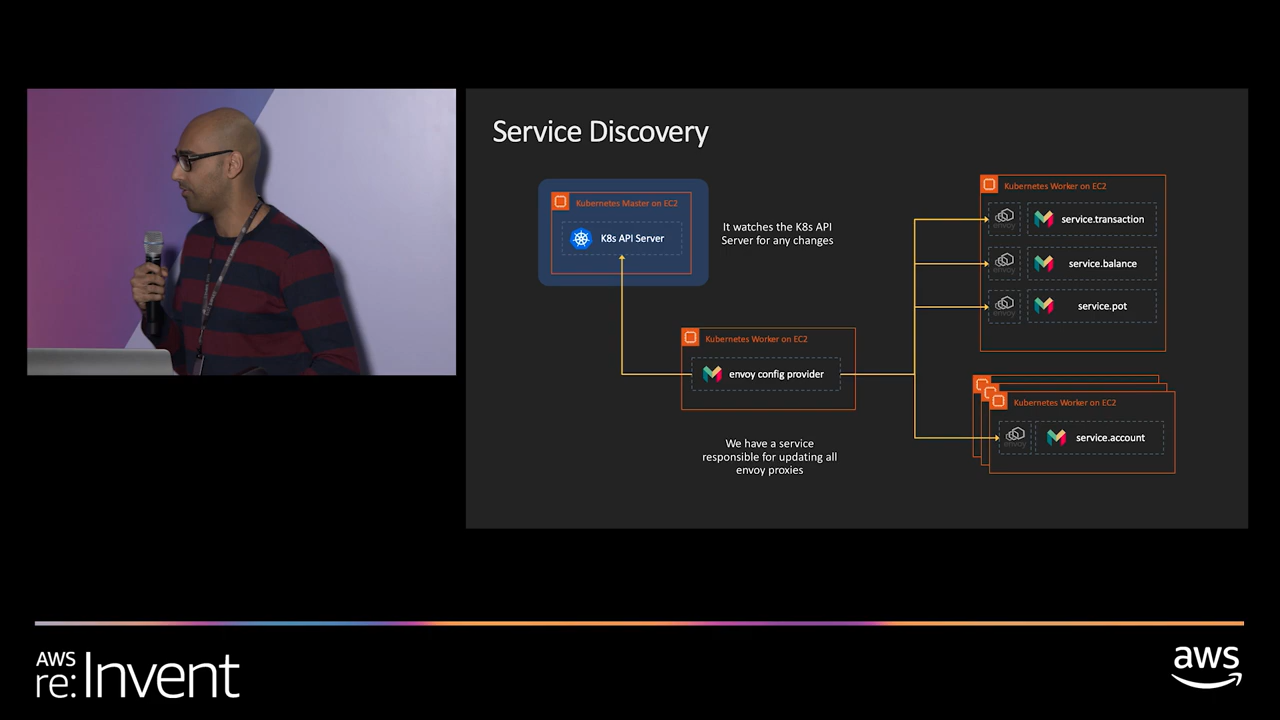 Service Discovery
Kubernetes Master on EC2
K8s API Server
It watches the K8s API
Server for any changes
Kubernetes Worker on EC2
envoy config provider
We have a service
responsible for updating all
envoy proxies
Kubernetes Worker on EC2
envoy
service.transaction
envoy
service.balance
envoy
service.pot
Kubernetes Worker on EC2
envoy
service.account
AWS
re:Invent
aws